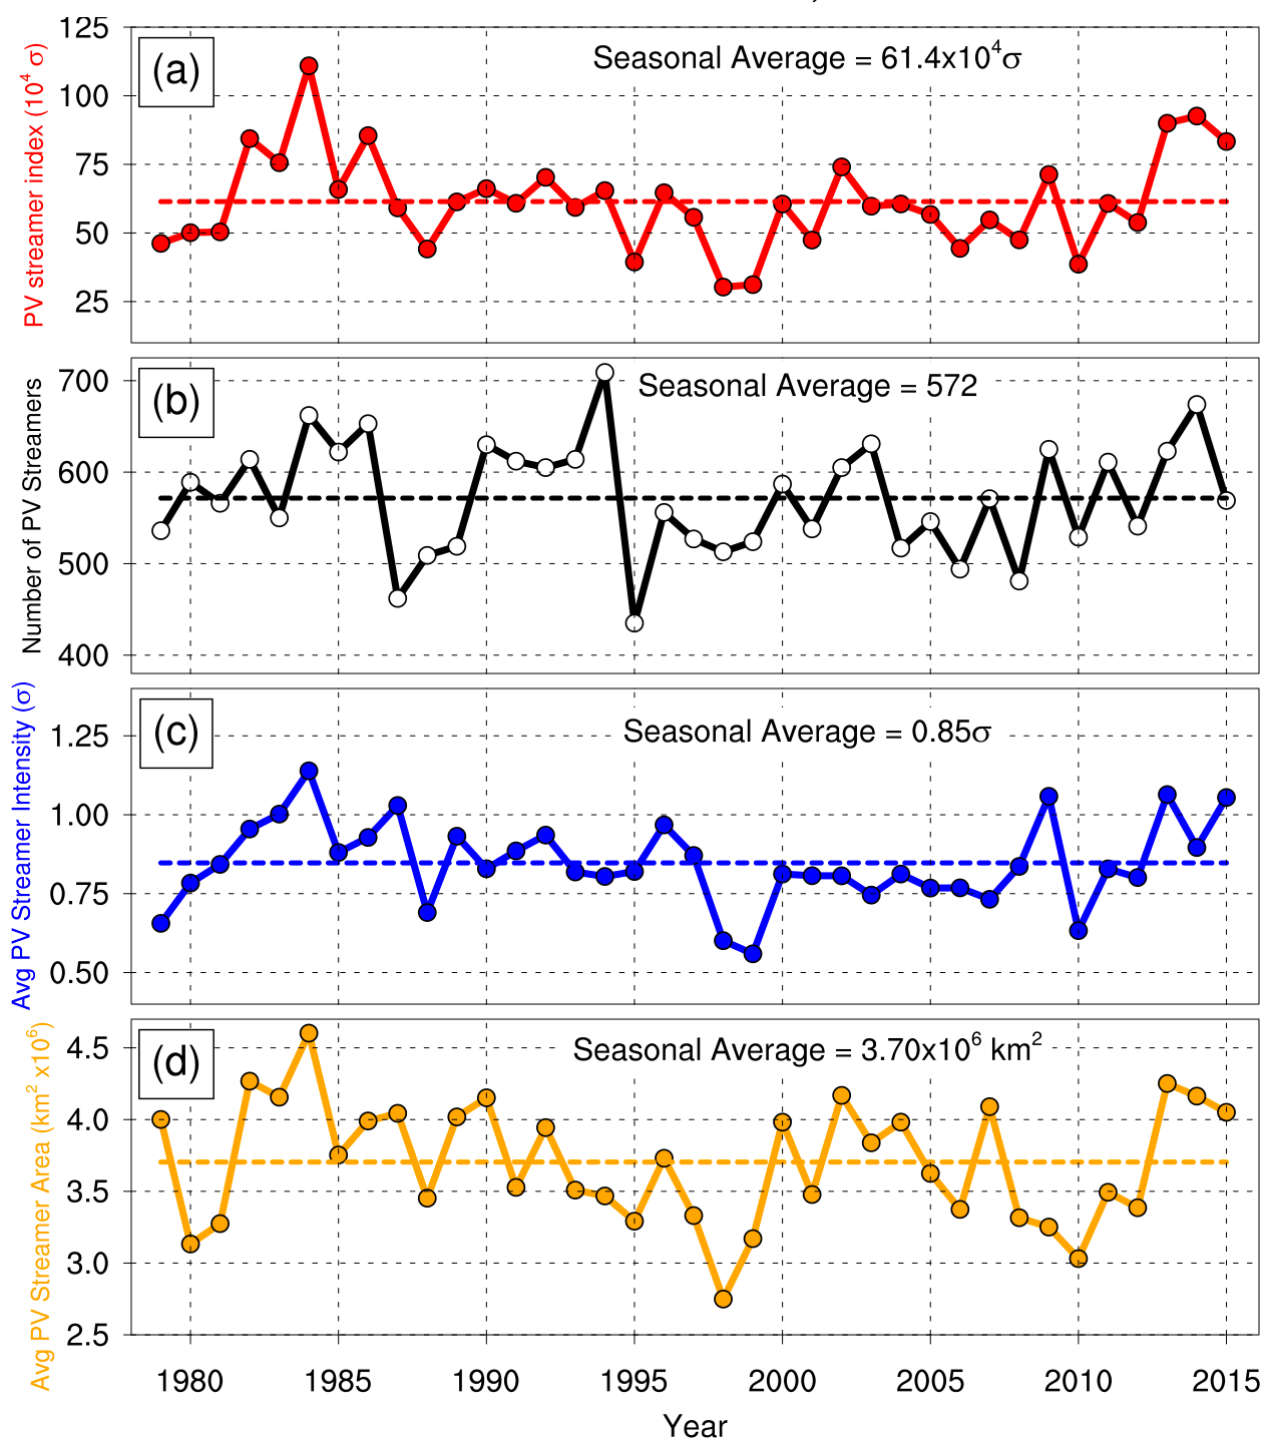 (a)
Seasonal Average = 61.4x10⁴σ
PV streamer index (10⁴ σ)
125
100
75
50
25
(b)
Seasonal Average = 572
Number of PV Streamers
700
600
500
400
(c)
Seasonal Average = 0.85σ
Avg PV Streamer Intensity (σ)
1.25
1.00
0.75
0.50
(d)
Seasonal Average = 3.70x10⁶ km²
Avg PV Streamer Area (km² x10⁶)
4.5
4.0
3.5
3.0
2.5
1980 1985 1990 1995 2000 2005 2010 2015
Year